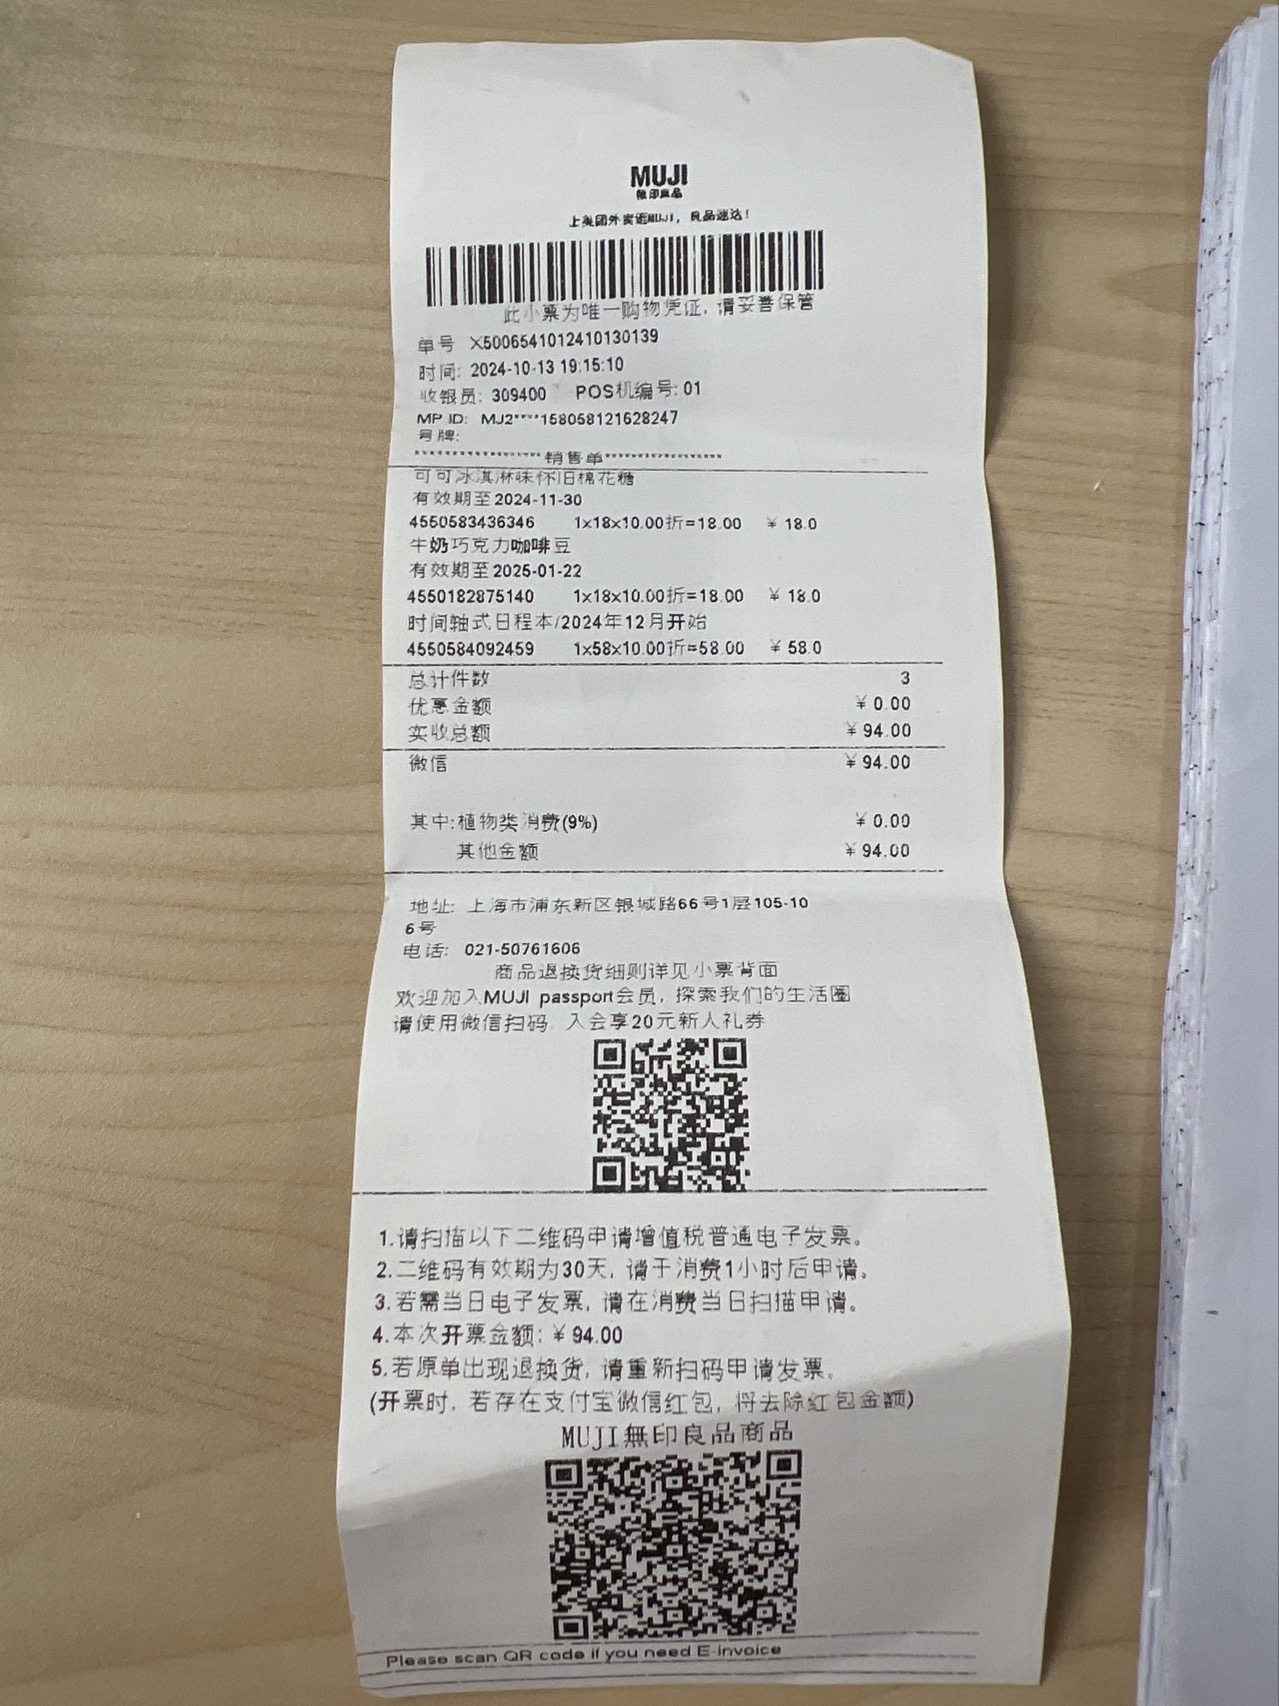 MUJI
無印良品
上美团外卖逛MUJI，良品速达！
此小票为唯一购物凭证，请妥善保管
单号 X5006541012410130139
时间: 2024-10-13 19:15:10
收银员: 309400 POS机编号: 01
MP ID: MJ2****158058121628247
号牌:
******************** 销售单********************
可可冰淇淋味怀旧棉花糖
有效期至2024-11-30
4550583436346 1x18x10.00折=18.00 ¥ 18.0
牛奶巧克力咖啡豆
有效期至2025-01-22
4550182875140 1x18x10.00折=18.00 ¥ 18.0
时间轴式日程本/2024年12月开始
4550584092459 1x58x10.00折=58.00 ¥ 58.0
总计件数 3
优惠金额 ¥ 0.00
实收总额 ¥ 94.00
微信 ¥ 94.00
其中:植物类消费(9%) ¥ 0.00
其他金额 ¥ 94.00
地址: 上海市浦东新区银城路66号1层105-10
6号
电话: 021-50761606
商品退换货细则详见小票背面
欢迎加入MUJI passport会员，探索我们的生活圈
请使用微信扫码，入会享20元新人礼券
1.请扫描以下二维码申请增值税普通电子发票。
2.二维码有效期为30天，请于消费1小时后申请。
3.若需当日电子发票，请在消费当日扫描申请。
4.本次开票金额: ¥ 94.00
5.若原单出现退换货，请重新扫码申请发票。
(开票时，若存在支付宝微信红包，将去除红包金额)
MUJI無印良品商品
Please scan QR code if you need E-invoice